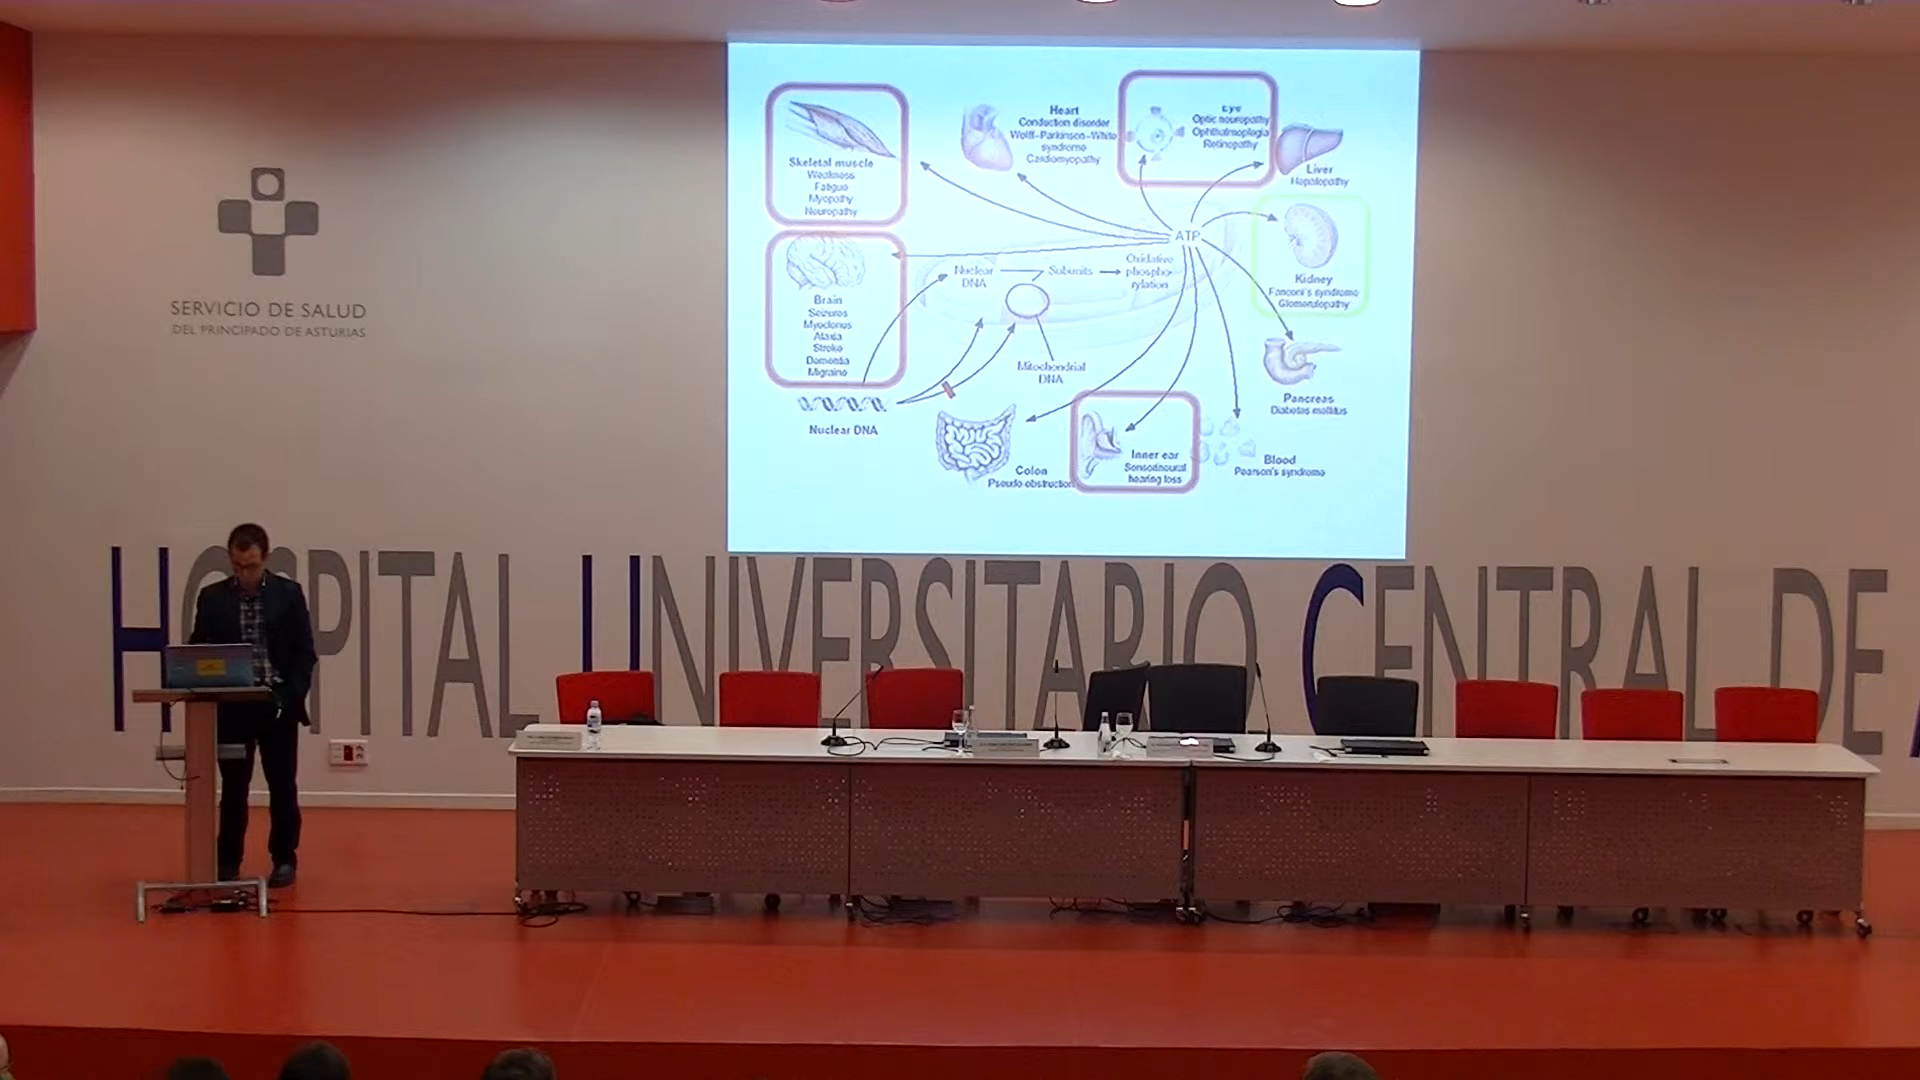 Skeletal muscle
Weakness
Fatigue
Myopathy
Neuropathy
Heart
Conduction disorder
Wolff–Parkinson–White
syndrome
Cardiomyopathy
Eye
Optic neuropathy
Ophthalmoplegia
Retinopathy
Liver
Hepatopathy
ATP
Kidney
Fanconi's syndrome
Glomerulopathy
Brain
Seizures
Myoclonus
Ataxia
Stroke
Dementia
Migraine
Nuclear
DNA
Subunits
Oxidative
phospho-
rylation
Mitochondrial
DNA
Nuclear DNA
Pancreas
Diabetes mellitus
Colon
Pseudo-obstruction
Inner ear
Sensorineural
hearing loss
Blood
Pearson's syndrome
SERVICIO DE SALUD
DEL PRINCIPADO DE ASTURIAS
HOSPITAL UNIVERSITARIO CENTRAL DE